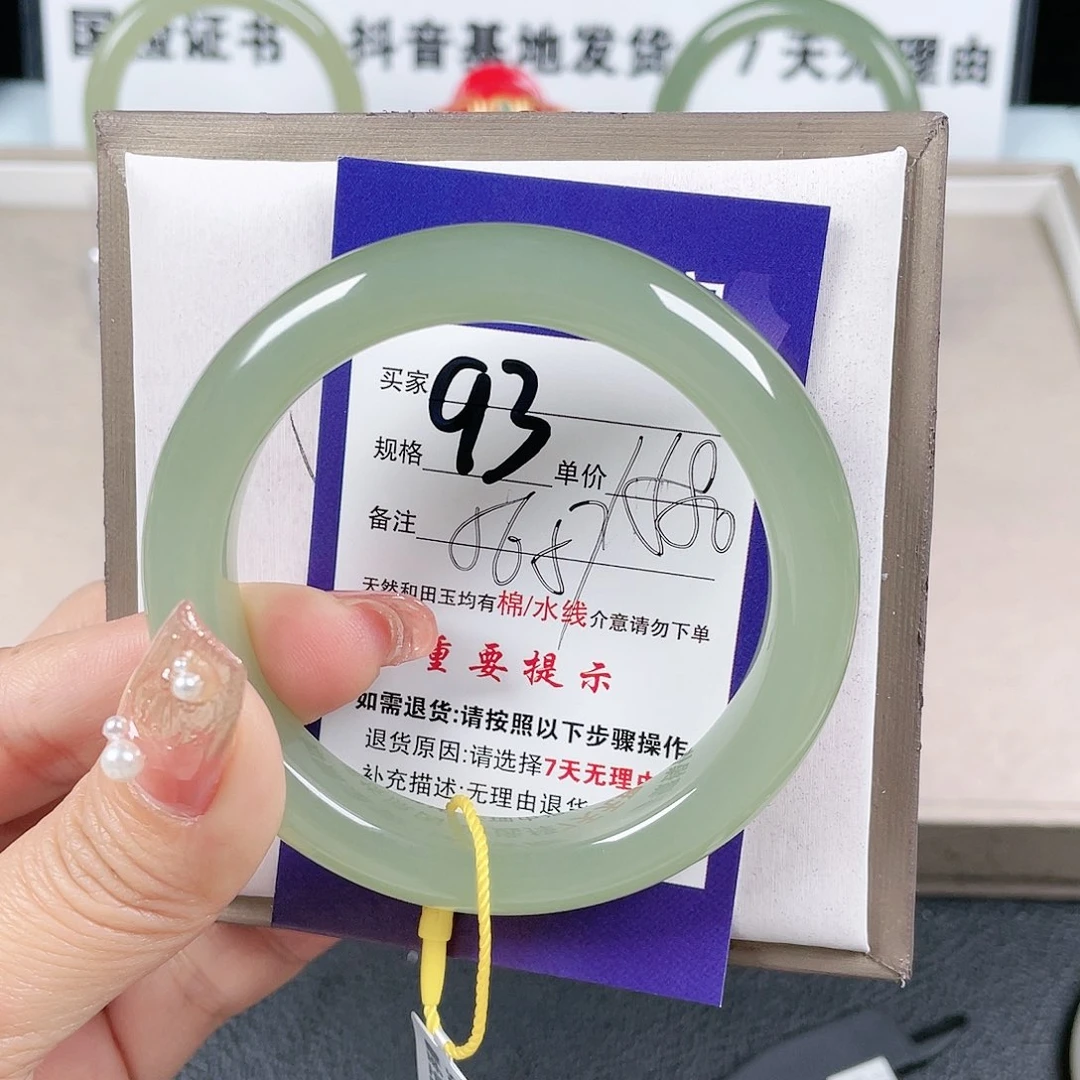 国检证书 抖音基地发货 7天无理由
买家 93
规格 单价
备注
天然和田玉均有棉/水线介意请勿下单
重要提示
如需退货:请按照以下步骤操作
退货原因:请选择7天无理由
补充描述:无理由退货